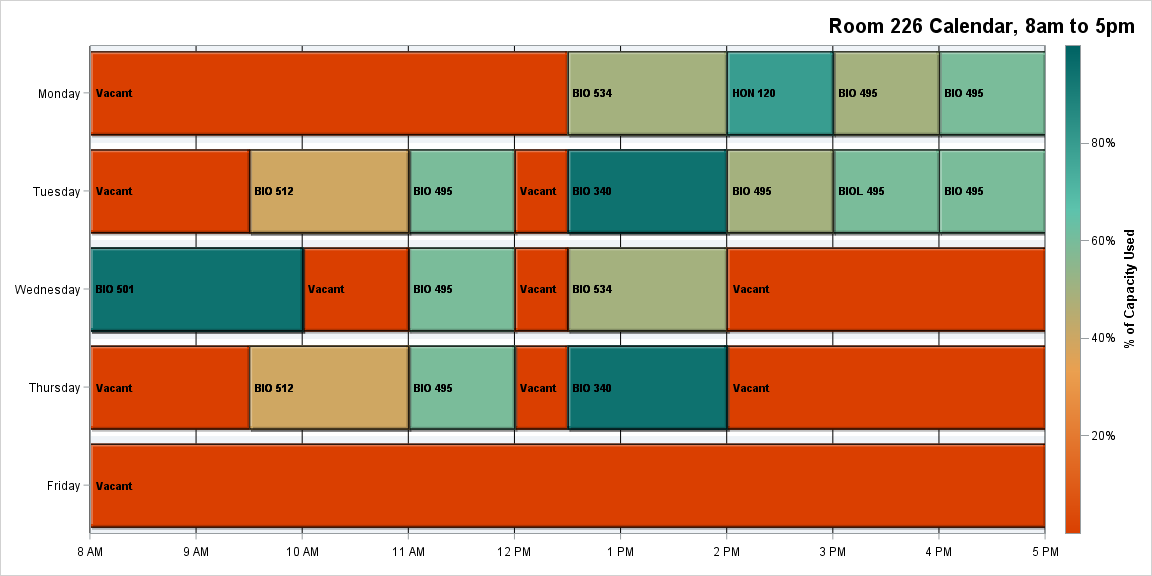 Room 226 Calendar, 8am to 5pm
Monday
Vacant
BIO 534
HON 120
BIO 495
BIO 495
Tuesday
Vacant
BIO 512
BIO 495
Vacant
BIO 340
BIO 495
BIOL 495
BIO 495
Wednesday
BIO 501
Vacant
BIO 495
Vacant
BIO 534
Vacant
Thursday
Vacant
BIO 512
BIO 495
Vacant
BIO 340
Vacant
Friday
Vacant
8 AM
9 AM
10 AM
11 AM
12 PM
1 PM
2 PM
3 PM
4 PM
5 PM
80%
60%
40%
20%
% of Capacity Used